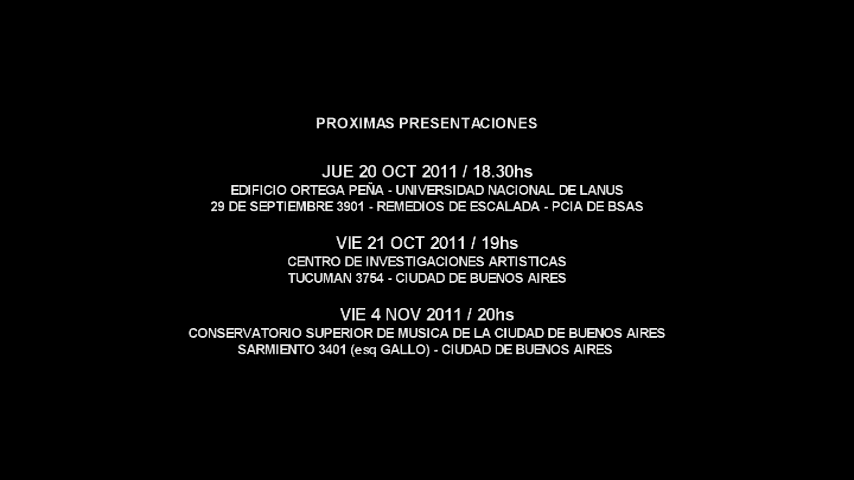 PROXIMAS PRESENTACIONES
JUE 20 OCT 2011 / 18.30hs
EDIFICIO ORTEGA PEÑA - UNIVERSIDAD NACIONAL DE LANUS
29 DE SEPTIEMBRE 3901 - REMEDIOS DE ESCALADA - PCIA DE BSAS
VIE 21 OCT 2011 / 19hs
CENTRO DE INVESTIGACIONES ARTISTICAS
TUCUMAN 3754 - CIUDAD DE BUENOS AIRES
VIE 4 NOV 2011 / 20hs
CONSERVATORIO SUPERIOR DE MUSICA DE LA CIUDAD DE BUENOS AIRES
SARMIENTO 3401 (esq GALLO) - CIUDAD DE BUENOS AIRES